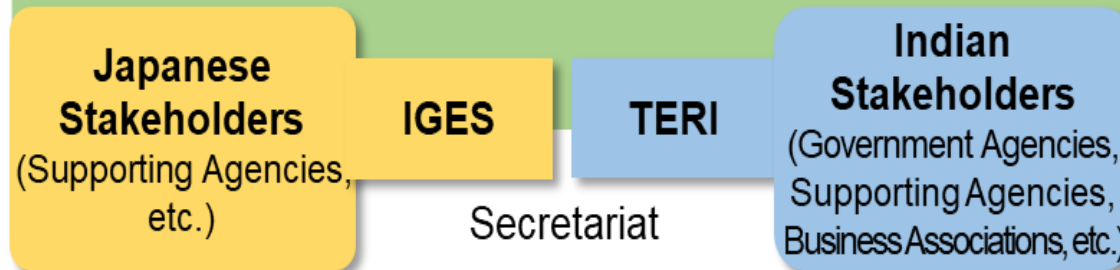 Japanese
Stakeholders
(Supporting Agencies,
etc.)
IGES
TERI
Secretariat
Indian
Stakeholders
(Government Agencies,
Supporting Agencies,
Business Associations, etc.)